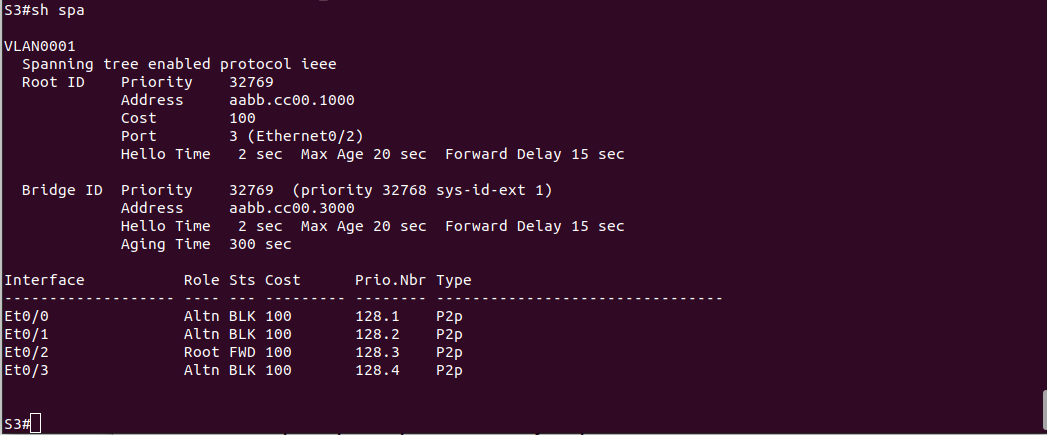 S3#sh spa
VLAN0001
  Spanning tree enabled protocol ieee
  Root ID    Priority    32769
             Address     aabb.cc00.1000
             Cost        100
             Port        3 (Ethernet0/2)
             Hello Time   2 sec  Max Age 20 sec  Forward Delay 15 sec
  Bridge ID  Priority    32769  (priority 32768 sys-id-ext 1)
             Address     aabb.cc00.3000
             Hello Time   2 sec  Max Age 20 sec  Forward Delay 15 sec
             Aging Time  300 sec
Interface           Role Sts Cost      Prio.Nbr Type
------------------- ---- --- --------- -------- --------------------------------
Et0/0               Altn BLK 100       128.1    P2p
Et0/1               Altn BLK 100       128.2    P2p
Et0/2               Root FWD 100       128.3    P2p
Et0/3               Altn BLK 100       128.4    P2p
S3#